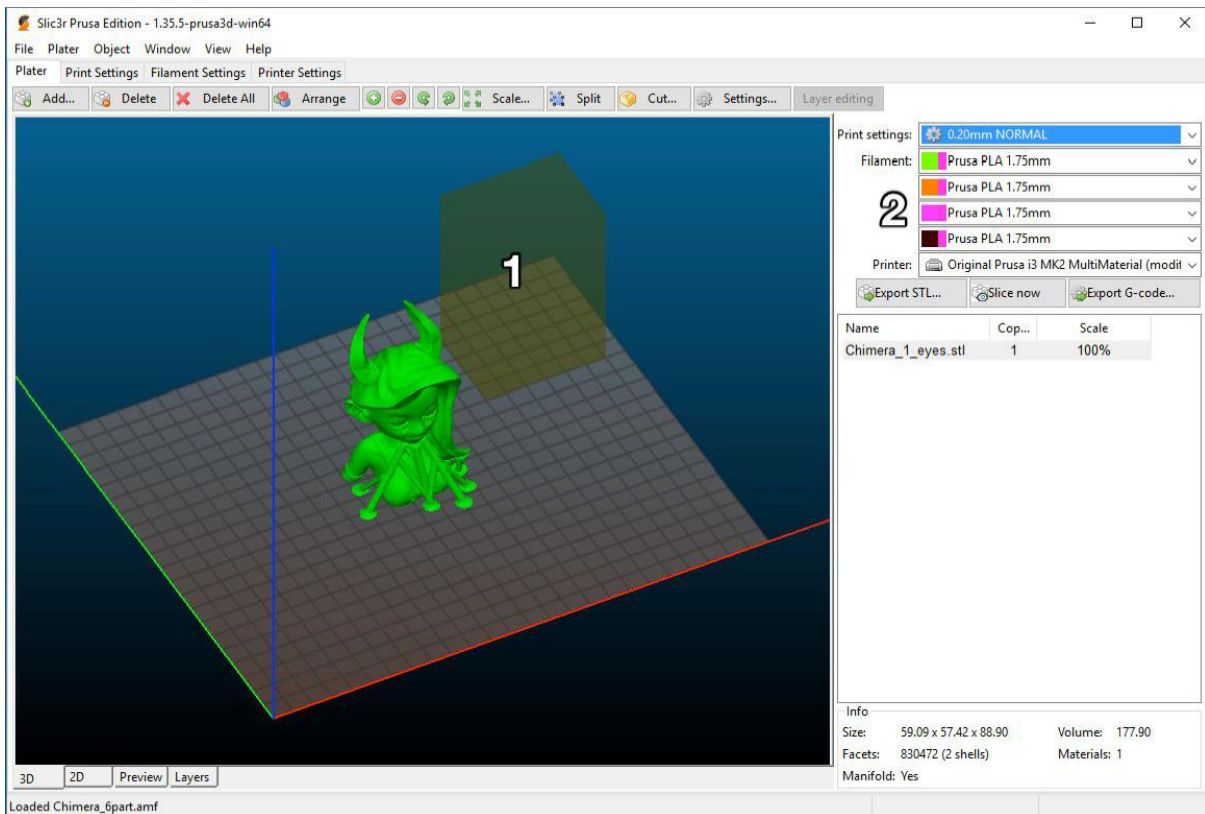 Slic3r Prusa Edition - 1.35.5-prusa3d-win64
File Plater Object Window View Help
Plater Print Settings Filament Settings Printer Settings
Add... Delete Delete All Arrange Scale... Split Cut... Settings... Layer editing
Print settings: 0.20mm NORMAL
Filament: Prusa PLA 1.75mm
Prusa PLA 1.75mm
2
Prusa PLA 1.75mm
Prusa PLA 1.75mm
Printer: Original Prusa i3 MK2 MultiMaterial (modif
Export STL... Slice now Export G-code...
Name Cop... Scale
Chimera_1_eyes.stl 1 100%
1
Info
Size: 59.09 x 57.42 x 88.90 Volume: 177.90
Facets: 830472 (2 shells) Materials: 1
Manifold: Yes
3D 2D Preview Layers
Loaded Chimera_6part.amf